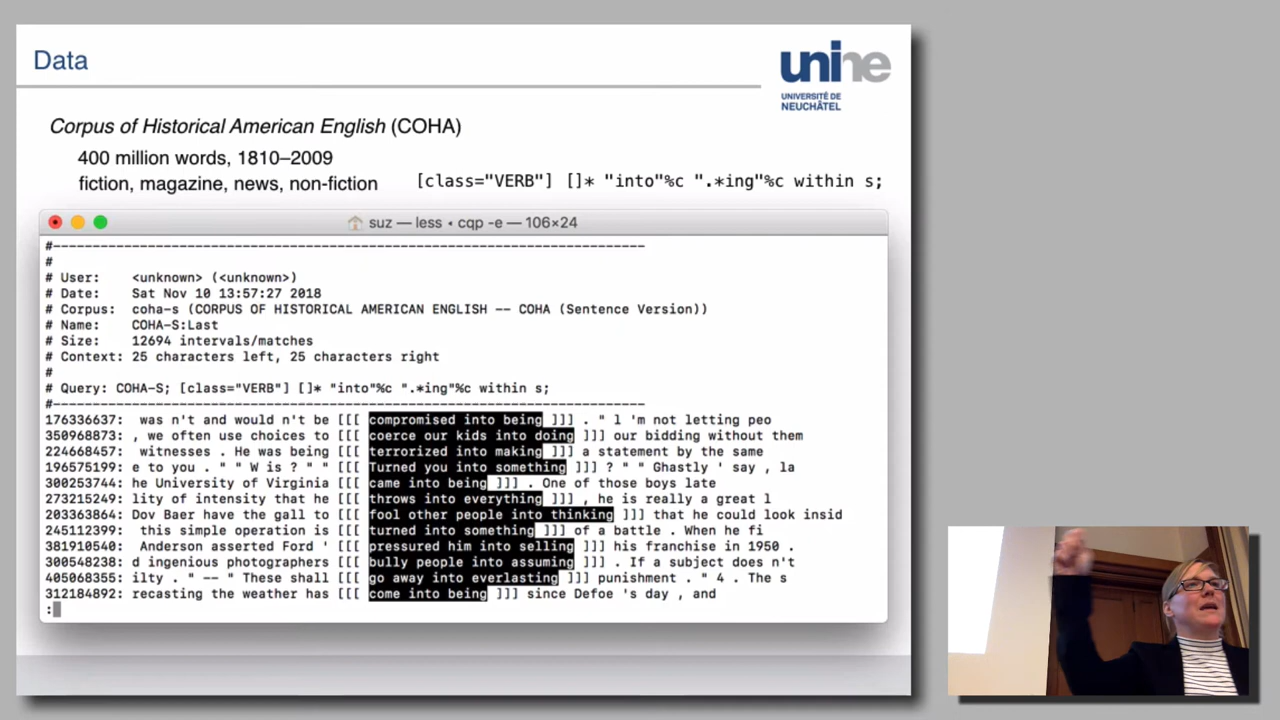 Data
unine
UNIVERSITÉ DE
NEUCHÂTEL
Corpus of Historical American English (COHA)
400 million words, 1810–2009
fiction, magazine, news, non-fiction
[class="VERB"] []* "into"%c ".*ing"%c within s;
suz — less • cqp -e — 106×24
#---------------------------------------------------------------------------
#
# User: <unknown> (<unknown>)
# Date: Sat Nov 10 13:57:27 2018
# Corpus: coha-s (CORPUS OF HISTORICAL AMERICAN ENGLISH -- COHA (Sentence Version))
# Name: COHA-S:Last
# Size: 12694 intervals/matches
# Context: 25 characters left, 25 characters right
#
# Query: COHA-S; [class="VERB"] []* "into"%c ".*ing"%c within s;
#---------------------------------------------------------------------------
176336637: was n't and would n't be [[[ compromised into being ]]] . " l 'm not letting peo
350968873: , we often use choices to [[[ coerce our kids into doing ]]] our bidding without them
224668457: witnesses . He was being [[[ terrorized into making ]]] a statement by the same
196575199: e to you . " " W is ? " " [[[ Turned you into something ]]] ? " " Ghastly ' say , la
300253744: he University of Virginia [[[ came into being ]]] . One of those boys late
273215249: lity of intensity that he [[[ throws into everything ]]] , he is really a great l
203363864: Dov Baer have the gall to [[[ fool other people into thinking ]]] that he could look insid
245112399: this simple operation is [[[ turned into something ]]] of a battle . When he fi
381910540: Anderson asserted Ford ' [[[ pressured him into selling ]]] his franchise in 1950 .
300548238: d ingenious photographers [[[ bully people into assuming ]]] . If a subject does n't
405068355: ilty . " -- " These shall [[[ go away into everlasting ]]] punishment . " 4 . The s
312184892: recasting the weather has [[[ come into being ]]] since Defoe 's day , and
: